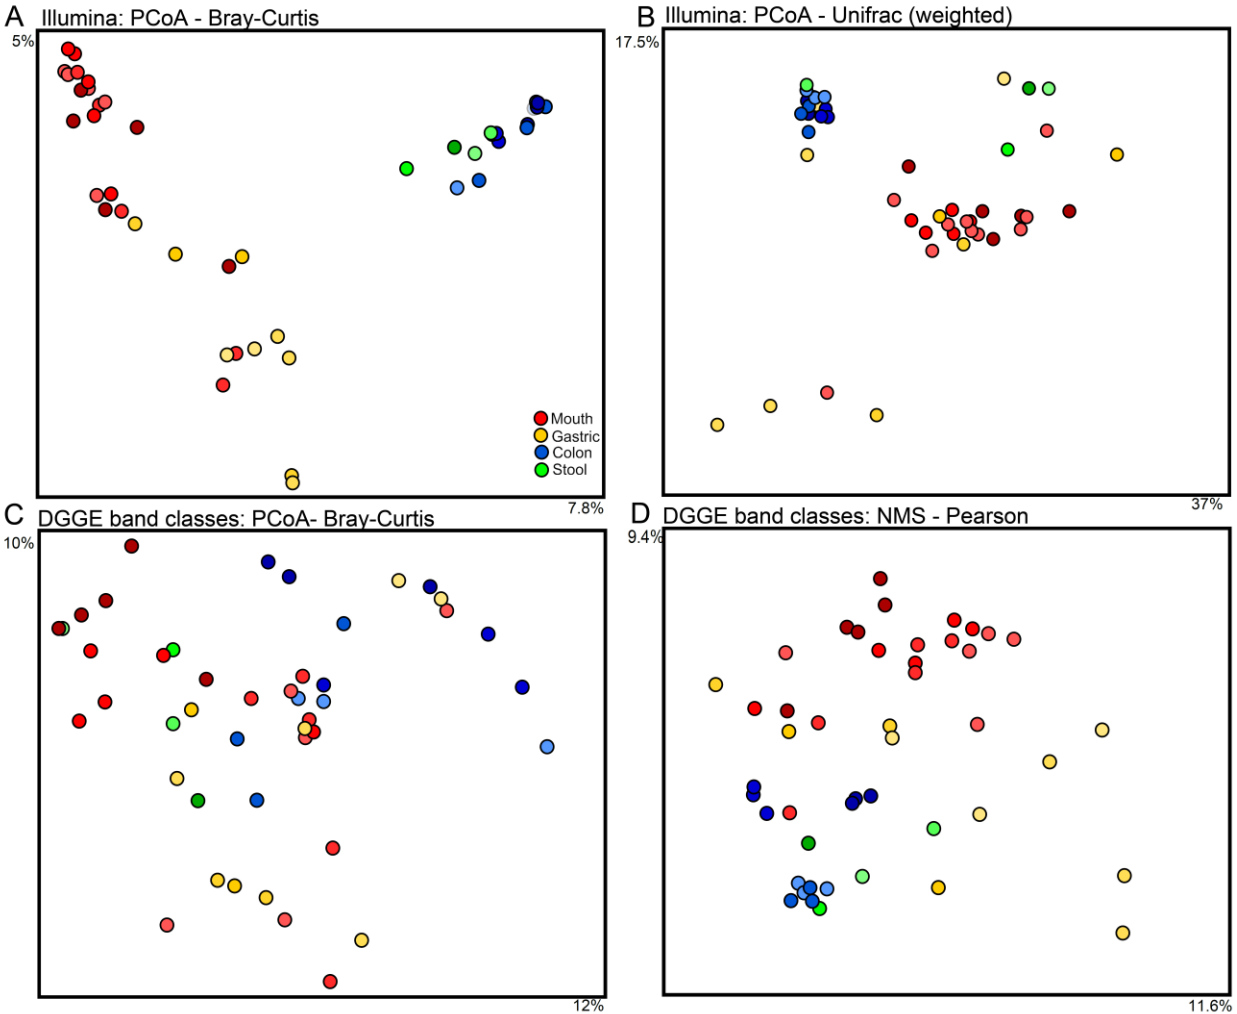 A Illumina: PCoA - Bray-Curtis
5%
Mouth
Gastric
Colon
Stool
7.8%
B Illumina: PCoA - Unifrac (weighted)
17.5%
37%
C DGGE band classes: PCoA- Bray-Curtis
10%
12%
D DGGE band classes: NMS - Pearson
9.4%
11.6%